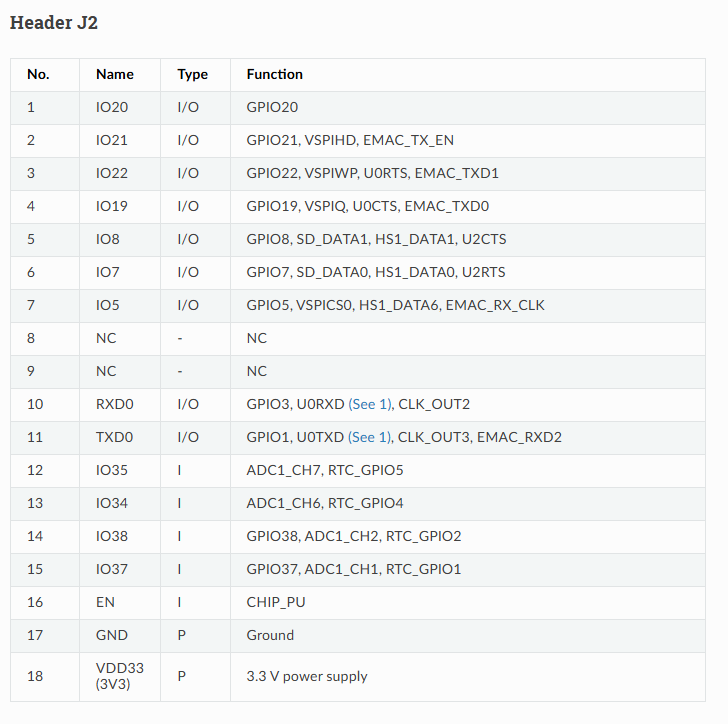 Header J2
No. Name Type Function
1 IO20 I/O GPIO20
2 IO21 I/O GPIO21, VSPIHD, EMAC_TX_EN
3 IO22 I/O GPIO22, VSPIWP, U0RTS, EMAC_TXD1
4 IO19 I/O GPIO19, VSPIQ, U0CTS, EMAC_TXD0
5 IO8 I/O GPIO8, SD_DATA1, HS1_DATA1, U2CTS
6 IO7 I/O GPIO7, SD_DATA0, HS1_DATA0, U2RTS
7 IO5 I/O GPIO5, VSPICS0, HS1_DATA6, EMAC_RX_CLK
8 NC - NC
9 NC - NC
10 RXD0 I/O GPIO3, U0RXD (See 1), CLK_OUT2
11 TXD0 I/O GPIO1, U0TXD (See 1), CLK_OUT3, EMAC_RXD2
12 IO35 I ADC1_CH7, RTC_GPIO5
13 IO34 I ADC1_CH6, RTC_GPIO4
14 IO38 I GPIO38, ADC1_CH2, RTC_GPIO2
15 IO37 I GPIO37, ADC1_CH1, RTC_GPIO1
16 EN I CHIP_PU
17 GND P Ground
18 VDD33 P 3.3 V power supply
(3V3)